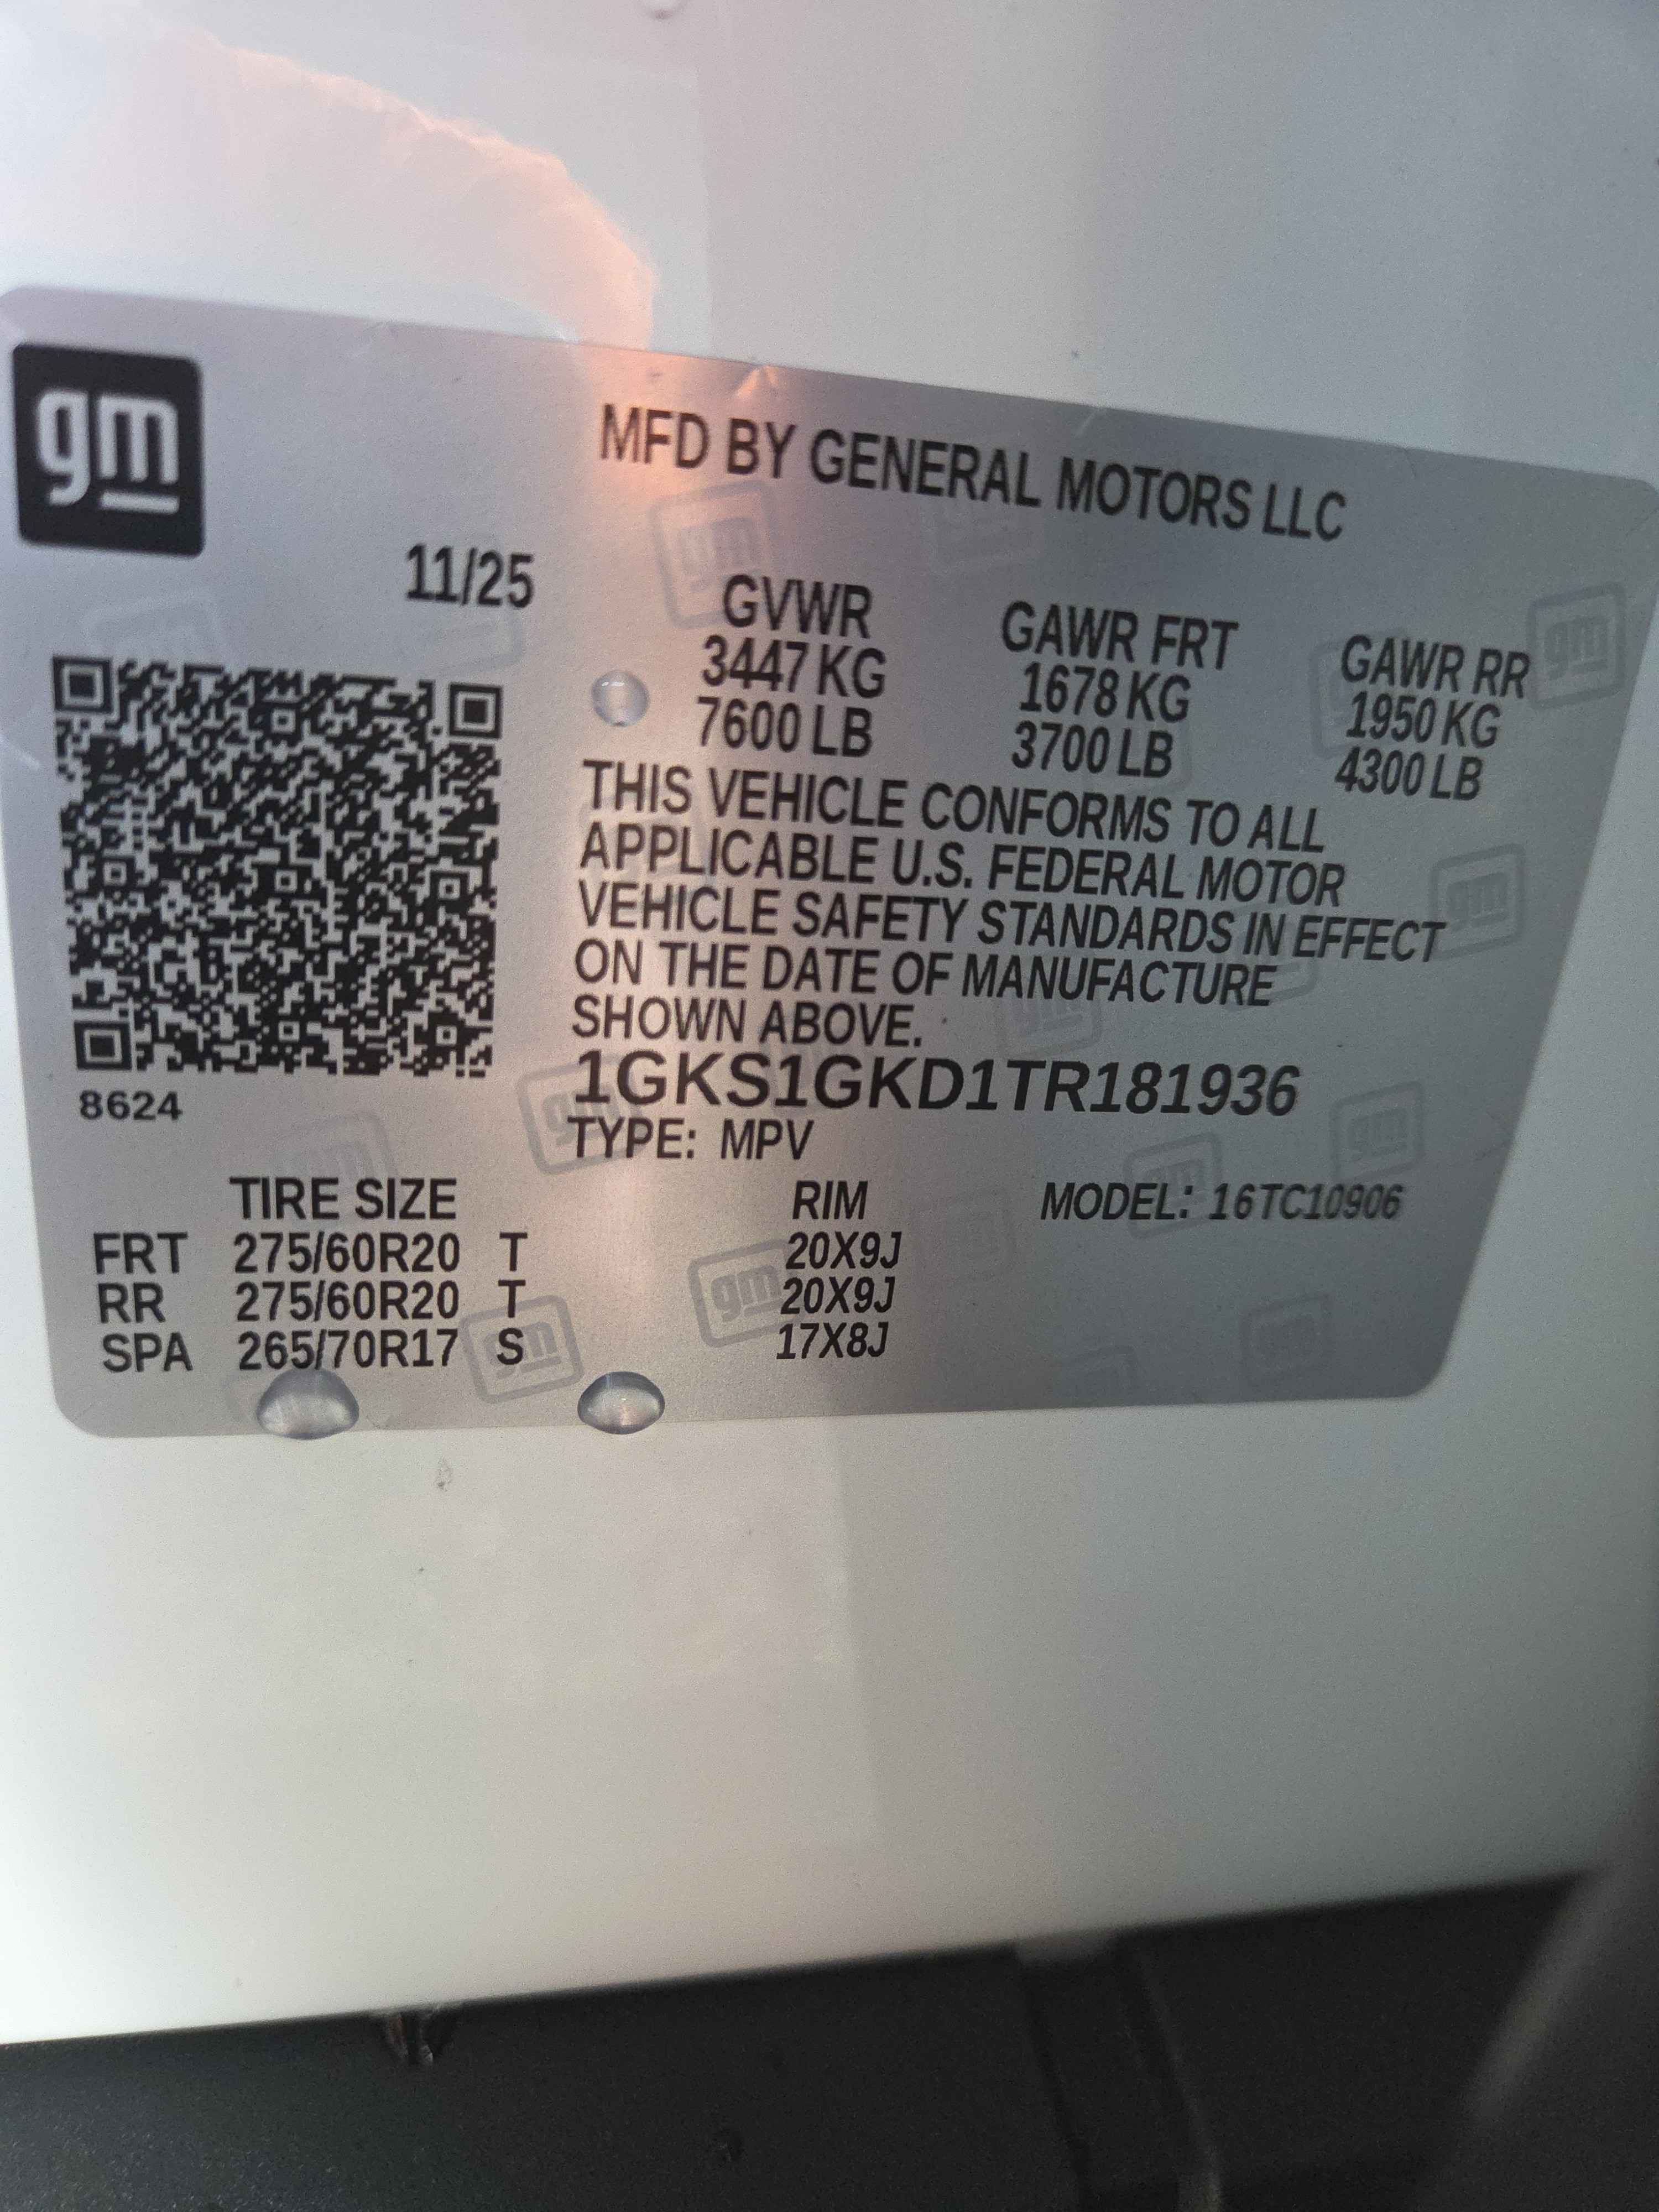 gm
MFD BY GENERAL MOTORS LLC
11/25
GVWR GAWR FRT GAWR RR
3447 KG 1678 KG 1950 KG
7600 LB 3700 LB 4300 LB
THIS VEHICLE CONFORMS TO ALL
APPLICABLE U.S. FEDERAL MOTOR
VEHICLE SAFETY STANDARDS IN EFFECT
ON THE DATE OF MANUFACTURE
SHOWN ABOVE.
1GKS1GKD1TR181936
8624
TYPE: MPV
TIRE SIZE RIM MODEL: 16TC10906
FRT 275/60R20 T 20X9J
RR 275/60R20 T 20X9J
SPA 265/70R17 S 17X8J